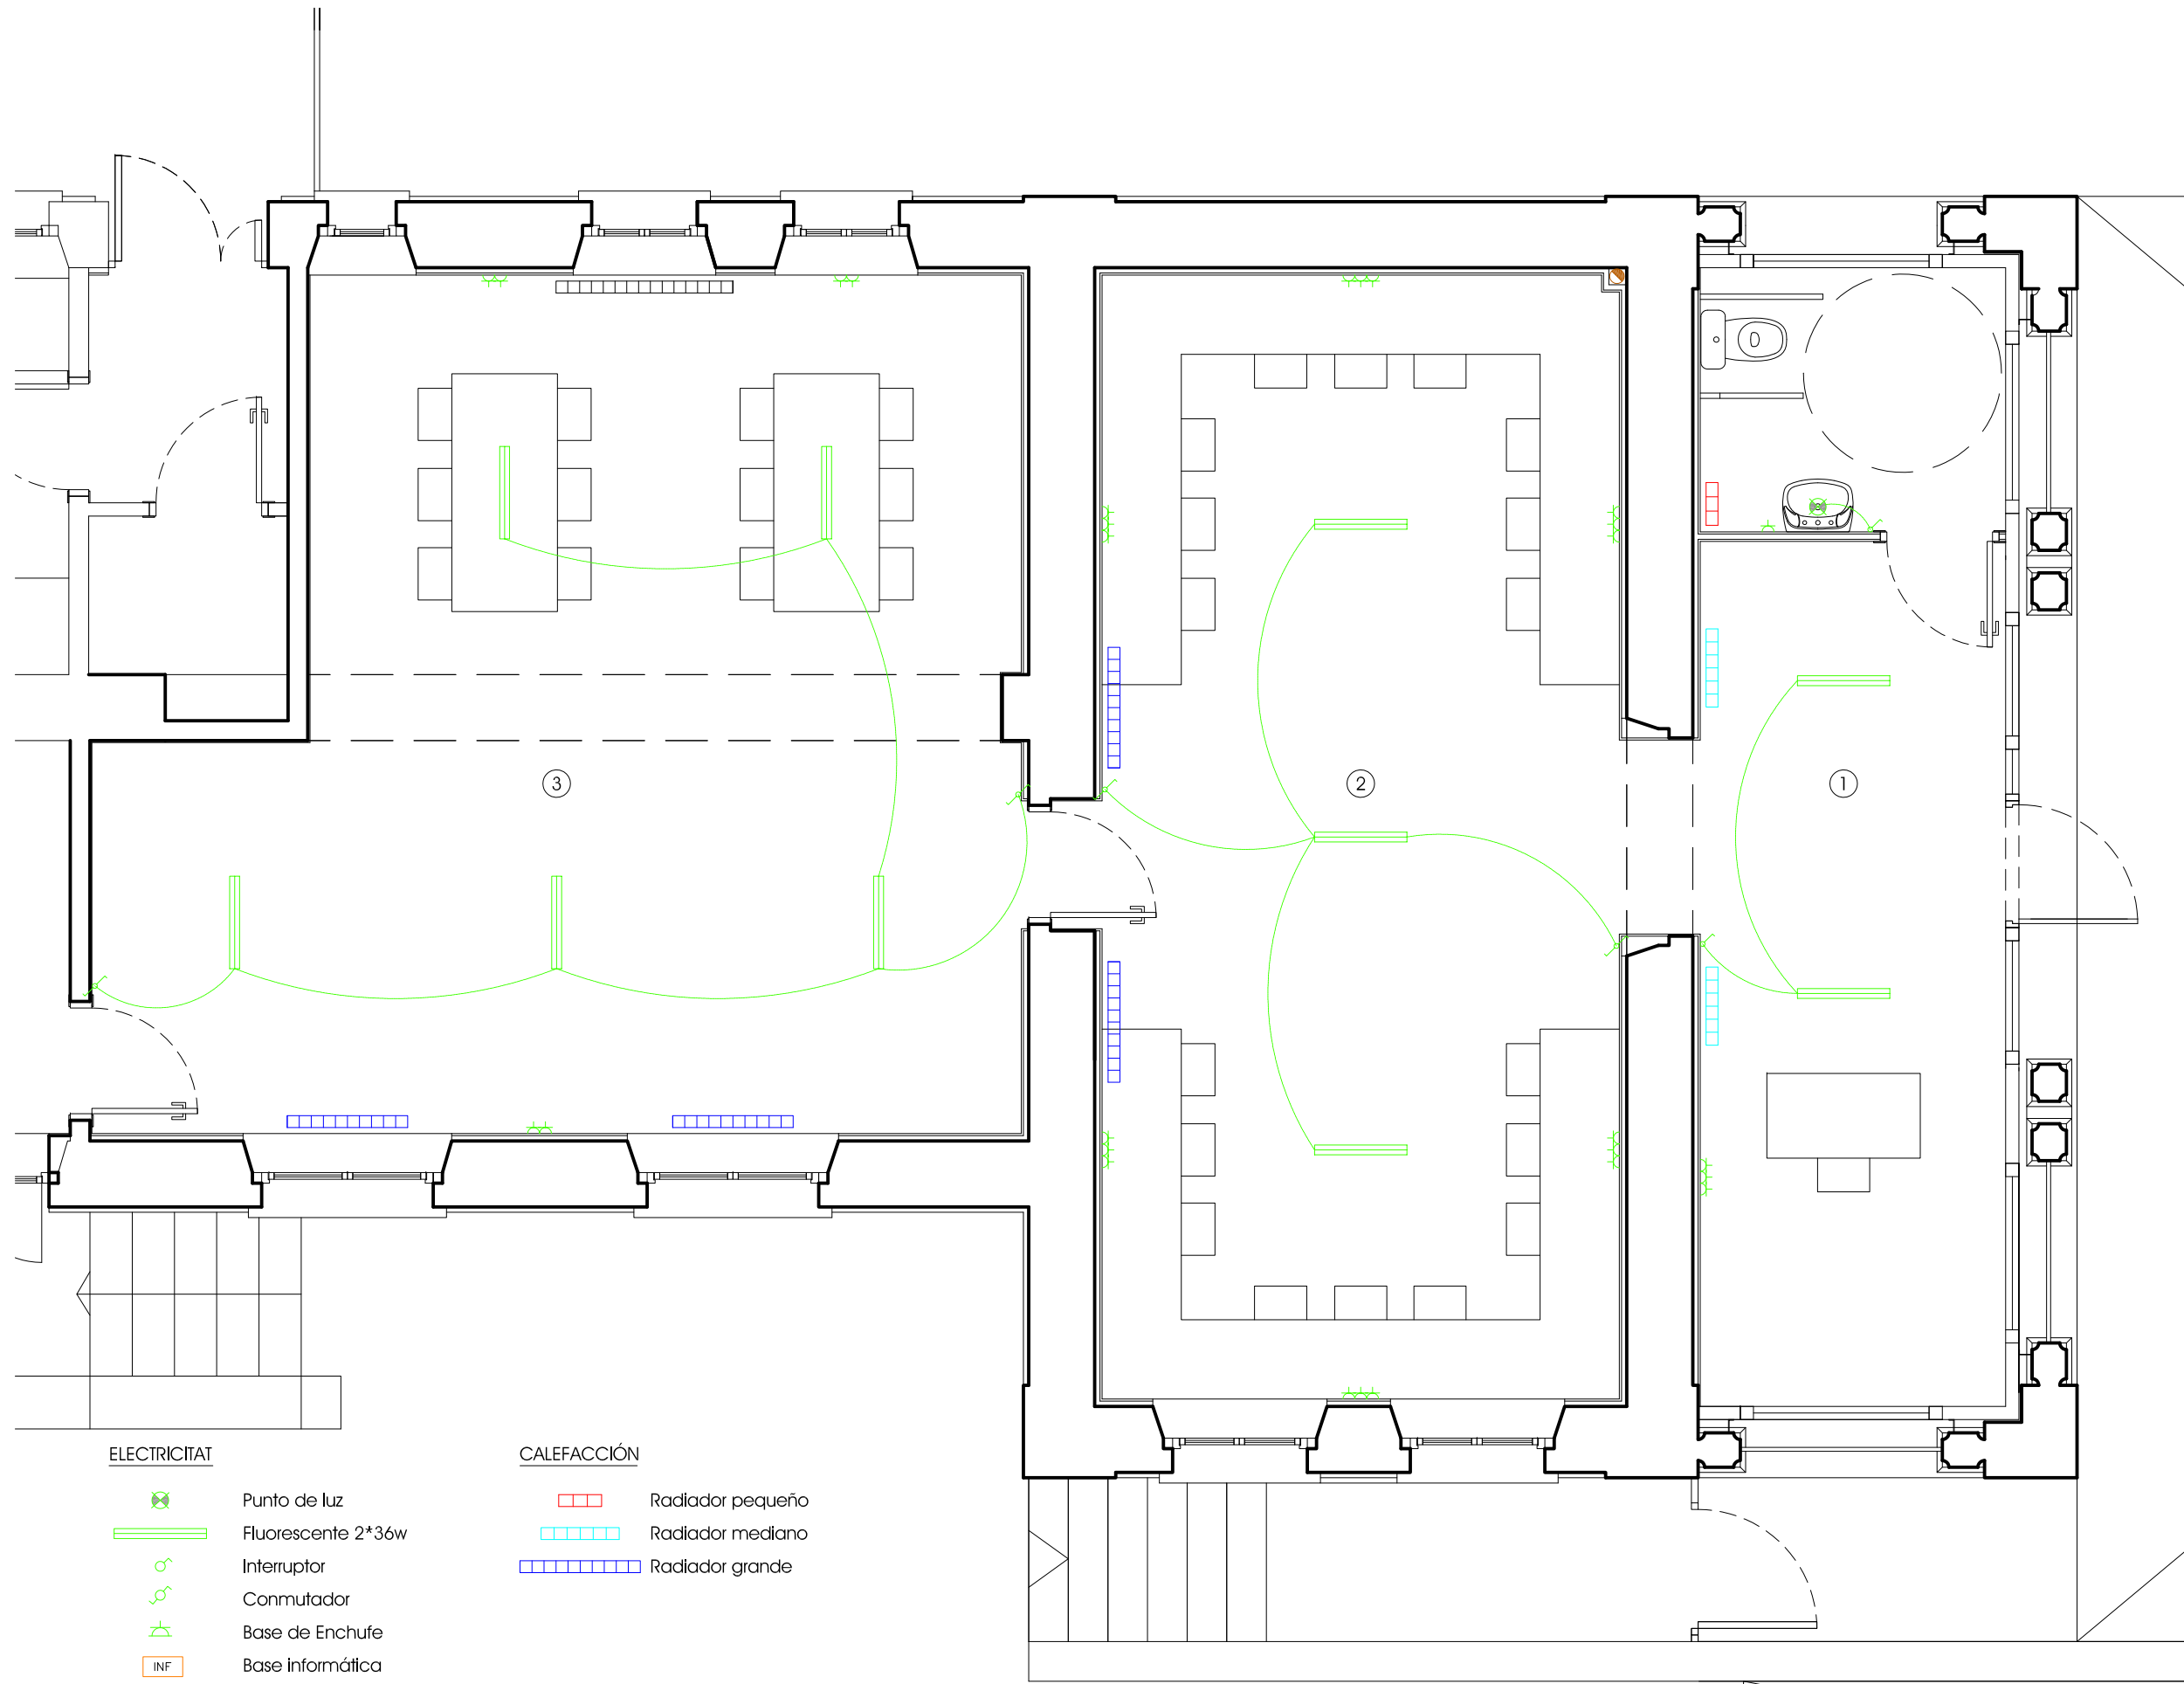 3
2
1
ELECTRICITAT
Punto de luz
Fluorescente 2*36w
Interruptor
Conmutador
Base de Enchufe
INF Base informática
CALEFACCIÓN
Radiador pequeño
Radiador mediano
Radiador grande